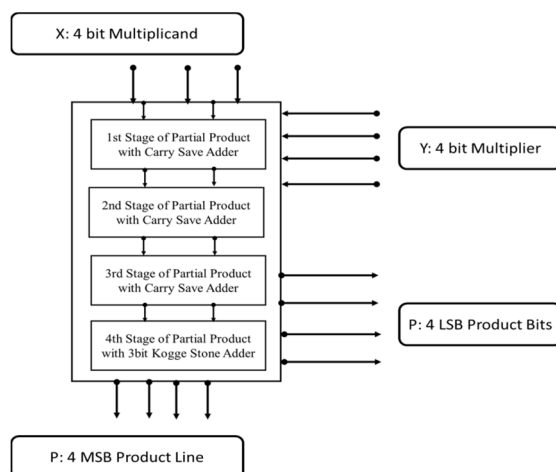 X: 4 bit Multiplicand
1st Stage of Partial Product
with Carry Save Adder
Y: 4 bit Multiplier
2nd Stage of Partial Product
with Carry Save Adder
3rd Stage of Partial Product
with Carry Save Adder
P: 4 LSB Product Bits
4th Stage of Partial Product
with 3bit Kogge Stone Adder
P: 4 MSB Product Line